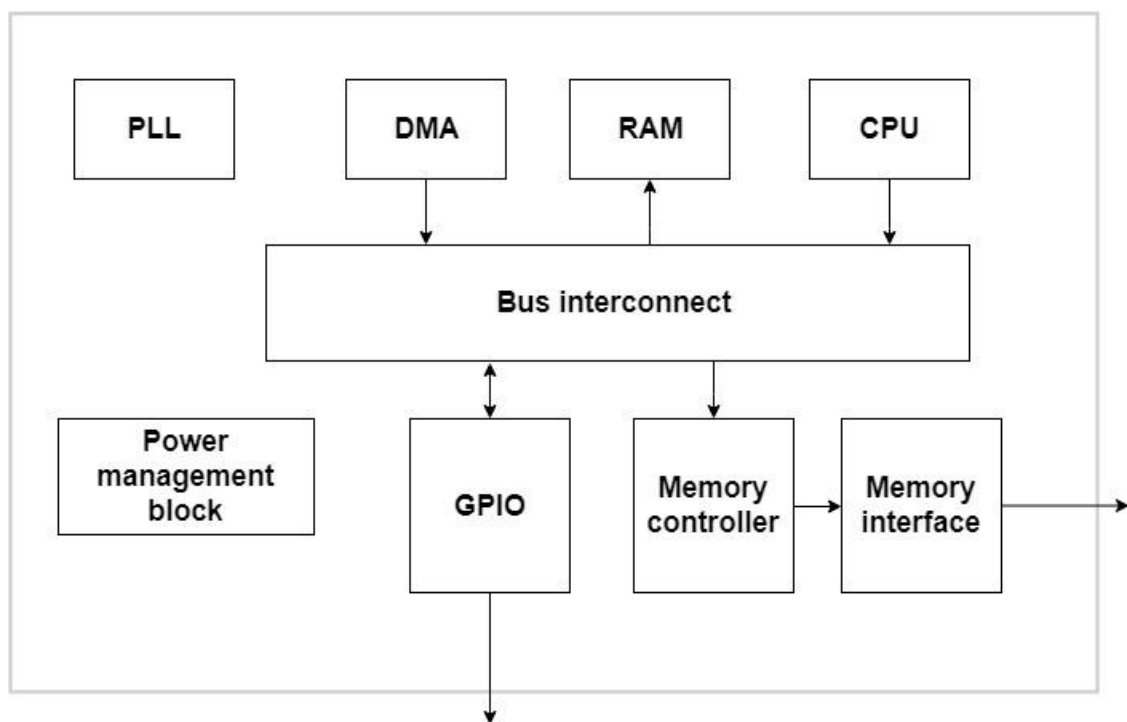 PLL
DMA
RAM
CPU
Bus interconnect
Power
management
block
GPIO
Memory
controller
Memory
interface